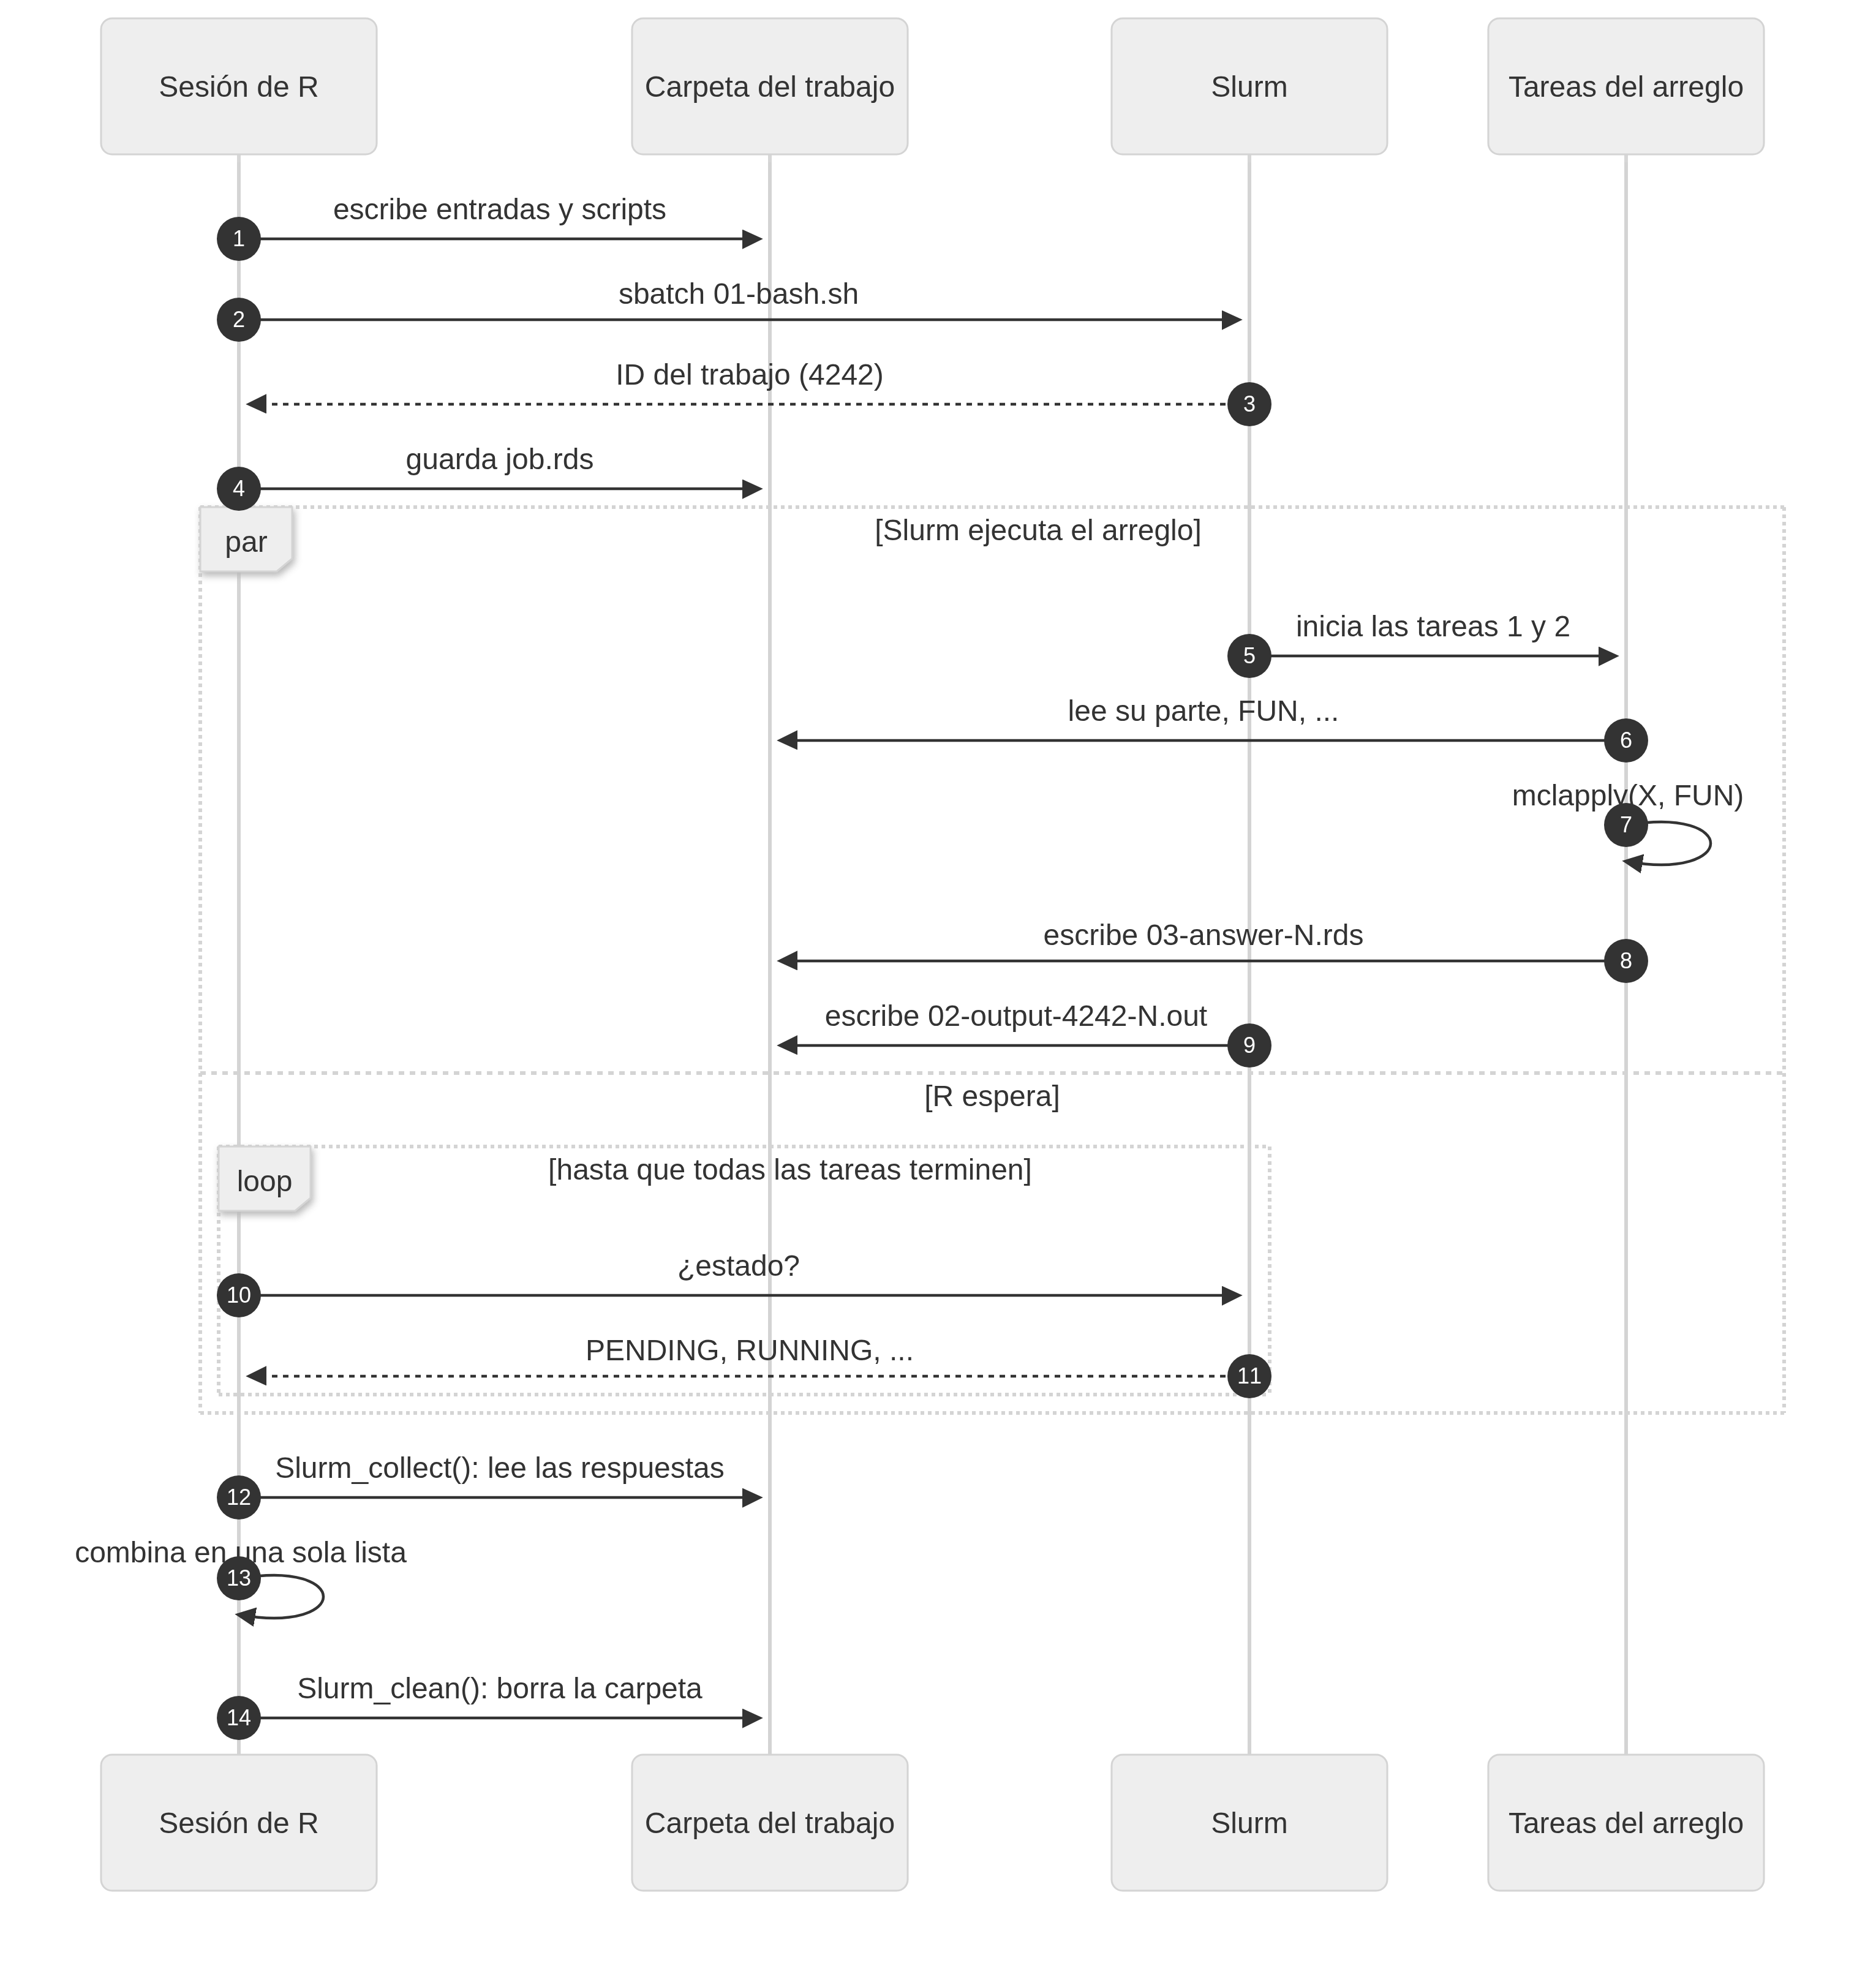 Sesión de R
Carpeta del trabajo
Slurm
Tareas del arreglo
escribe entradas y scripts
1
sbatch 01-bash.sh
2
ID del trabajo (4242)
3
guarda job.rds
4
par
[Slurm ejecuta el arreglo]
inicia las tareas 1 y 2
5
lee su parte, FUN, ...
6
mclapply(X, FUN)
7
escribe 03-answer-N.rds
8
escribe 02-output-4242-N.out
9
[R espera]
loop
[hasta que todas las tareas terminen]
¿estado?
10
PENDING, RUNNING, ...
11
Slurm_collect(): lee las respuestas
12
combina en una sola lista
13
Slurm_clean(): borra la carpeta
14
Sesión de R
Carpeta del trabajo
Slurm
Tareas del arreglo